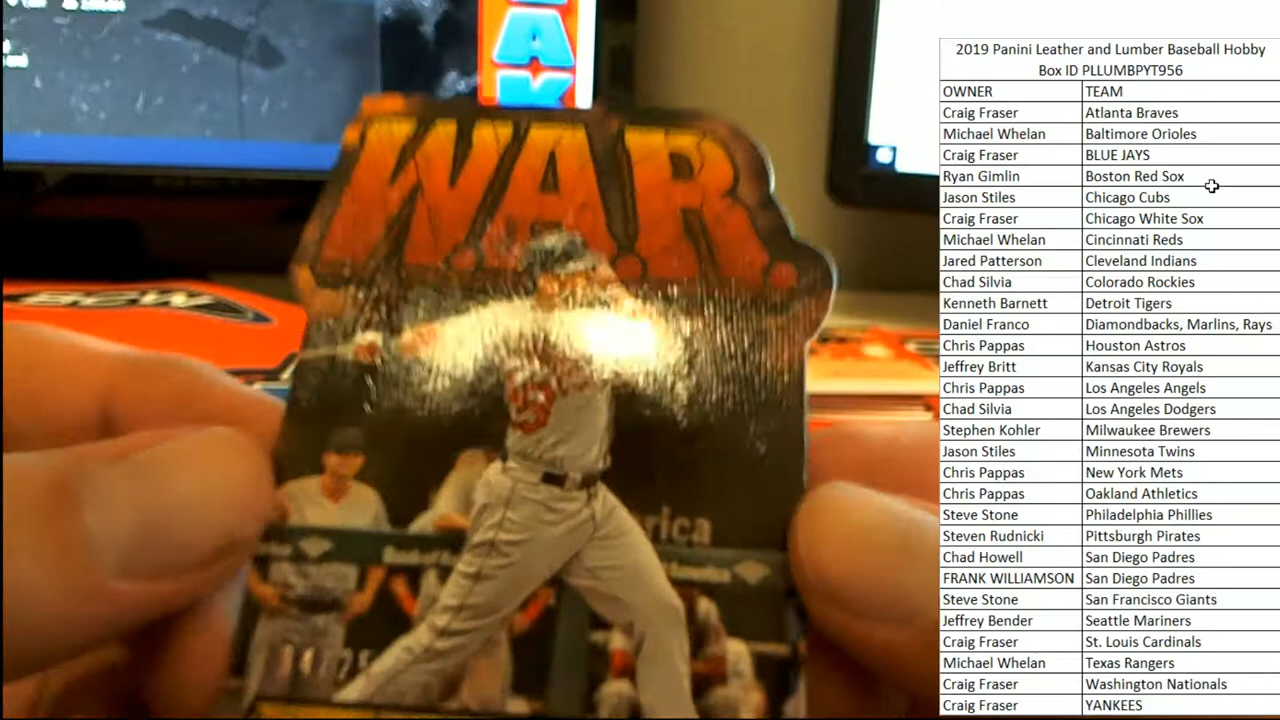 AK
BCW
W.A.R.
2019 Panini Leather and Lumber Baseball Hobby
Box ID PLLUMBPYT956
OWNER TEAM
Craig Fraser Atlanta Braves
Michael Whelan Baltimore Orioles
Craig Fraser BLUE JAYS
Ryan Gimlin Boston Red Sox
Jason Stiles Chicago Cubs
Craig Fraser Chicago White Sox
Michael Whelan Cincinnati Reds
Jared Patterson Cleveland Indians
Chad Silvia Colorado Rockies
Kenneth Barnett Detroit Tigers
Daniel Franco Diamondbacks, Marlins, Rays
Chris Pappas Houston Astros
Jeffrey Britt Kansas City Royals
Chris Pappas Los Angeles Angels
Chad Silvia Los Angeles Dodgers
Stephen Kohler Milwaukee Brewers
Jason Stiles Minnesota Twins
Chris Pappas New York Mets
Chris Pappas Oakland Athletics
Steve Stone Philadelphia Phillies
Steven Rudnicki Pittsburgh Pirates
Chad Howell San Diego Padres
FRANK WILLIAMSON San Diego Padres
Steve Stone San Francisco Giants
Jeffrey Bender Seattle Mariners
Craig Fraser St. Louis Cardinals
Michael Whelan Texas Rangers
Craig Fraser Washington Nationals
Craig Fraser YANKEES